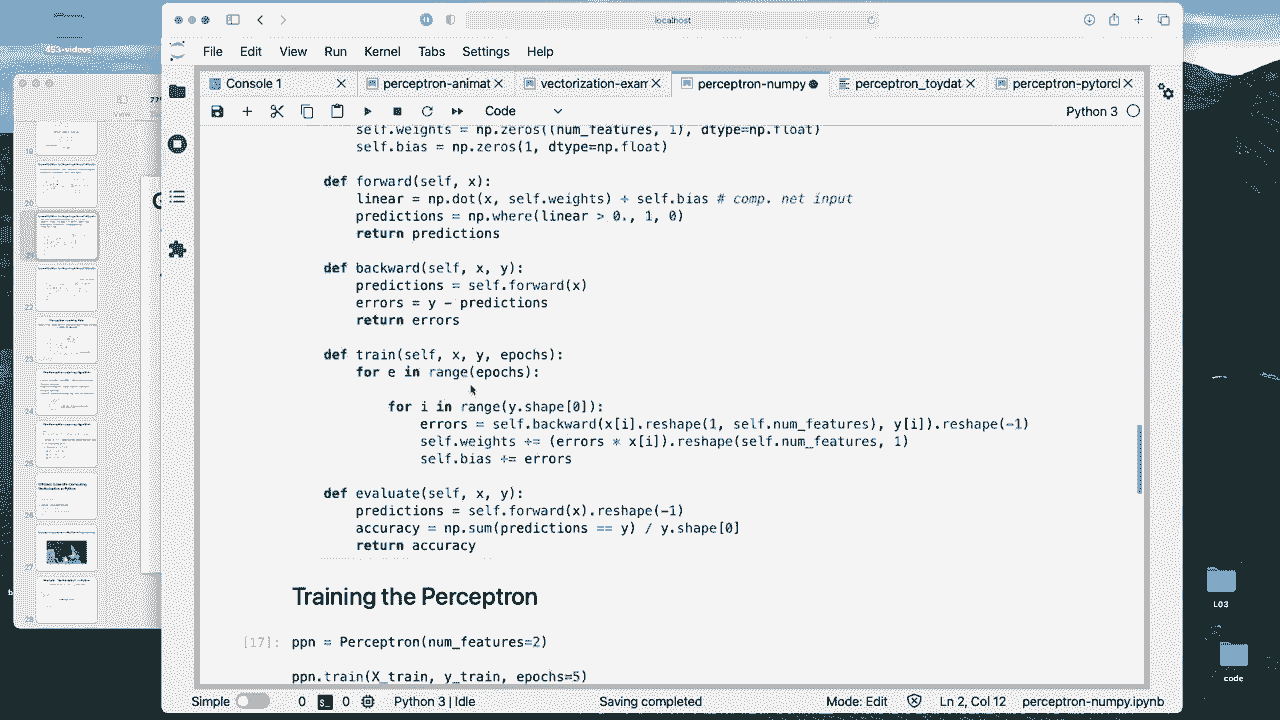 453-videos
localhost
File Edit View Run Kernel Tabs Settings Help
Console 1 perceptron-animat vectorization-exam perceptron-numpy perceptron_toydat perceptron-pytorcl
Code Python 3
self.weights = np.zeros((num_features, 1), dtype=np.float)
self.bias = np.zeros(1, dtype=np.float)
def forward(self, x):
linear = np.dot(x, self.weights) + self.bias # comp. net input
predictions = np.where(linear > 0., 1, 0)
return predictions
def backward(self, x, y):
predictions = self.forward(x)
errors = y - predictions
return errors
def train(self, x, y, epochs):
for e in range(epochs):
for i in range(y.shape[0]):
errors = self.backward(x[i].reshape(1, self.num_features), y[i]).reshape(-1)
self.weights += (errors * x[i]).reshape(self.num_features, 1)
self.bias += errors
def evaluate(self, x, y):
predictions = self.forward(x).reshape(-1)
accuracy = np.sum(predictions == y) / y.shape[0]
return accuracy
Training the Perceptron
[17]: ppn = Perceptron(num_features=2)
ppn.train(X_train, y_train, epochs=5)
Simple 0 0 Python 3 | Idle Saving completed Mode: Edit Ln 2, Col 12 perceptron-numpy.ipynb
L03
code